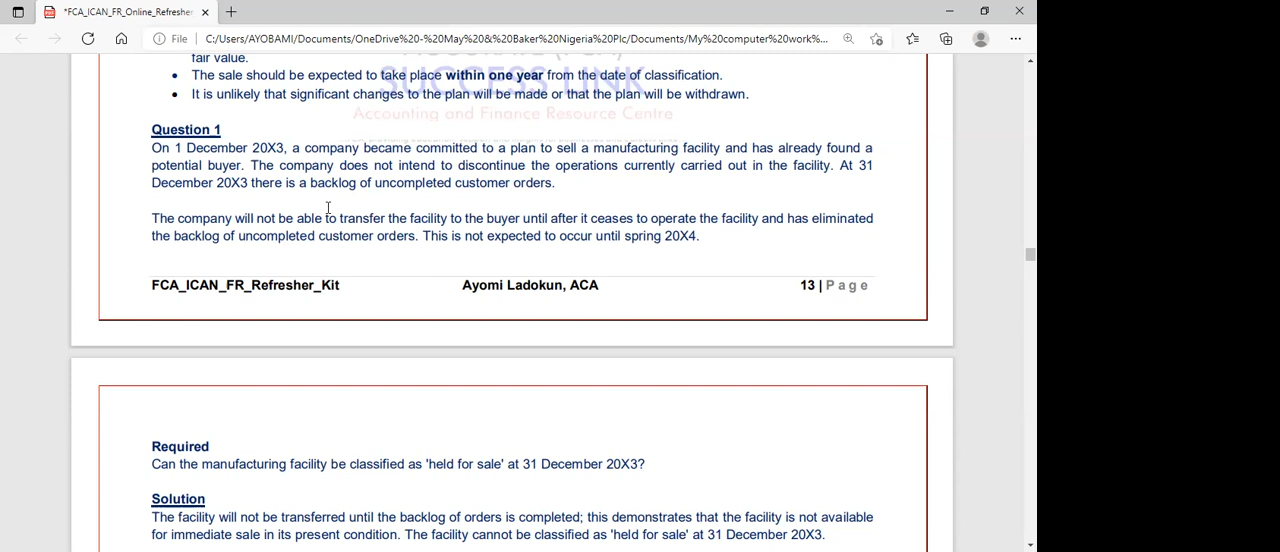 *FCA_ICAN_FR_Online_Refresher
File
C:/Users/AYOBAMI/Documents/OneDrive%20-%20May%20&%20Baker%20Nigeria%20Plc/Documents/My%20computer%20work%...
fair value.
• The sale should be expected to take place within one year from the date of classification.
SUCCESS LINK
• It is unlikely that significant changes to the plan will be made or that the plan will be withdrawn.
Accounting and Finance Resource Centre
Question 1
On 1 December 20X3, a company became committed to a plan to sell a manufacturing facility and has already found a
potential buyer. The company does not intend to discontinue the operations currently carried out in the facility. At 31
December 20X3 there is a backlog of uncompleted customer orders.
The company will not be able to transfer the facility to the buyer until after it ceases to operate the facility and has eliminated
the backlog of uncompleted customer orders. This is not expected to occur until spring 20X4.
FCA_ICAN_FR_Refresher_Kit Ayomi Ladokun, ACA 13 | Page
Required
Can the manufacturing facility be classified as 'held for sale' at 31 December 20X3?
Solution
The facility will not be transferred until the backlog of orders is completed; this demonstrates that the facility is not available
for immediate sale in its present condition. The facility cannot be classified as 'held for sale' at 31 December 20X3.